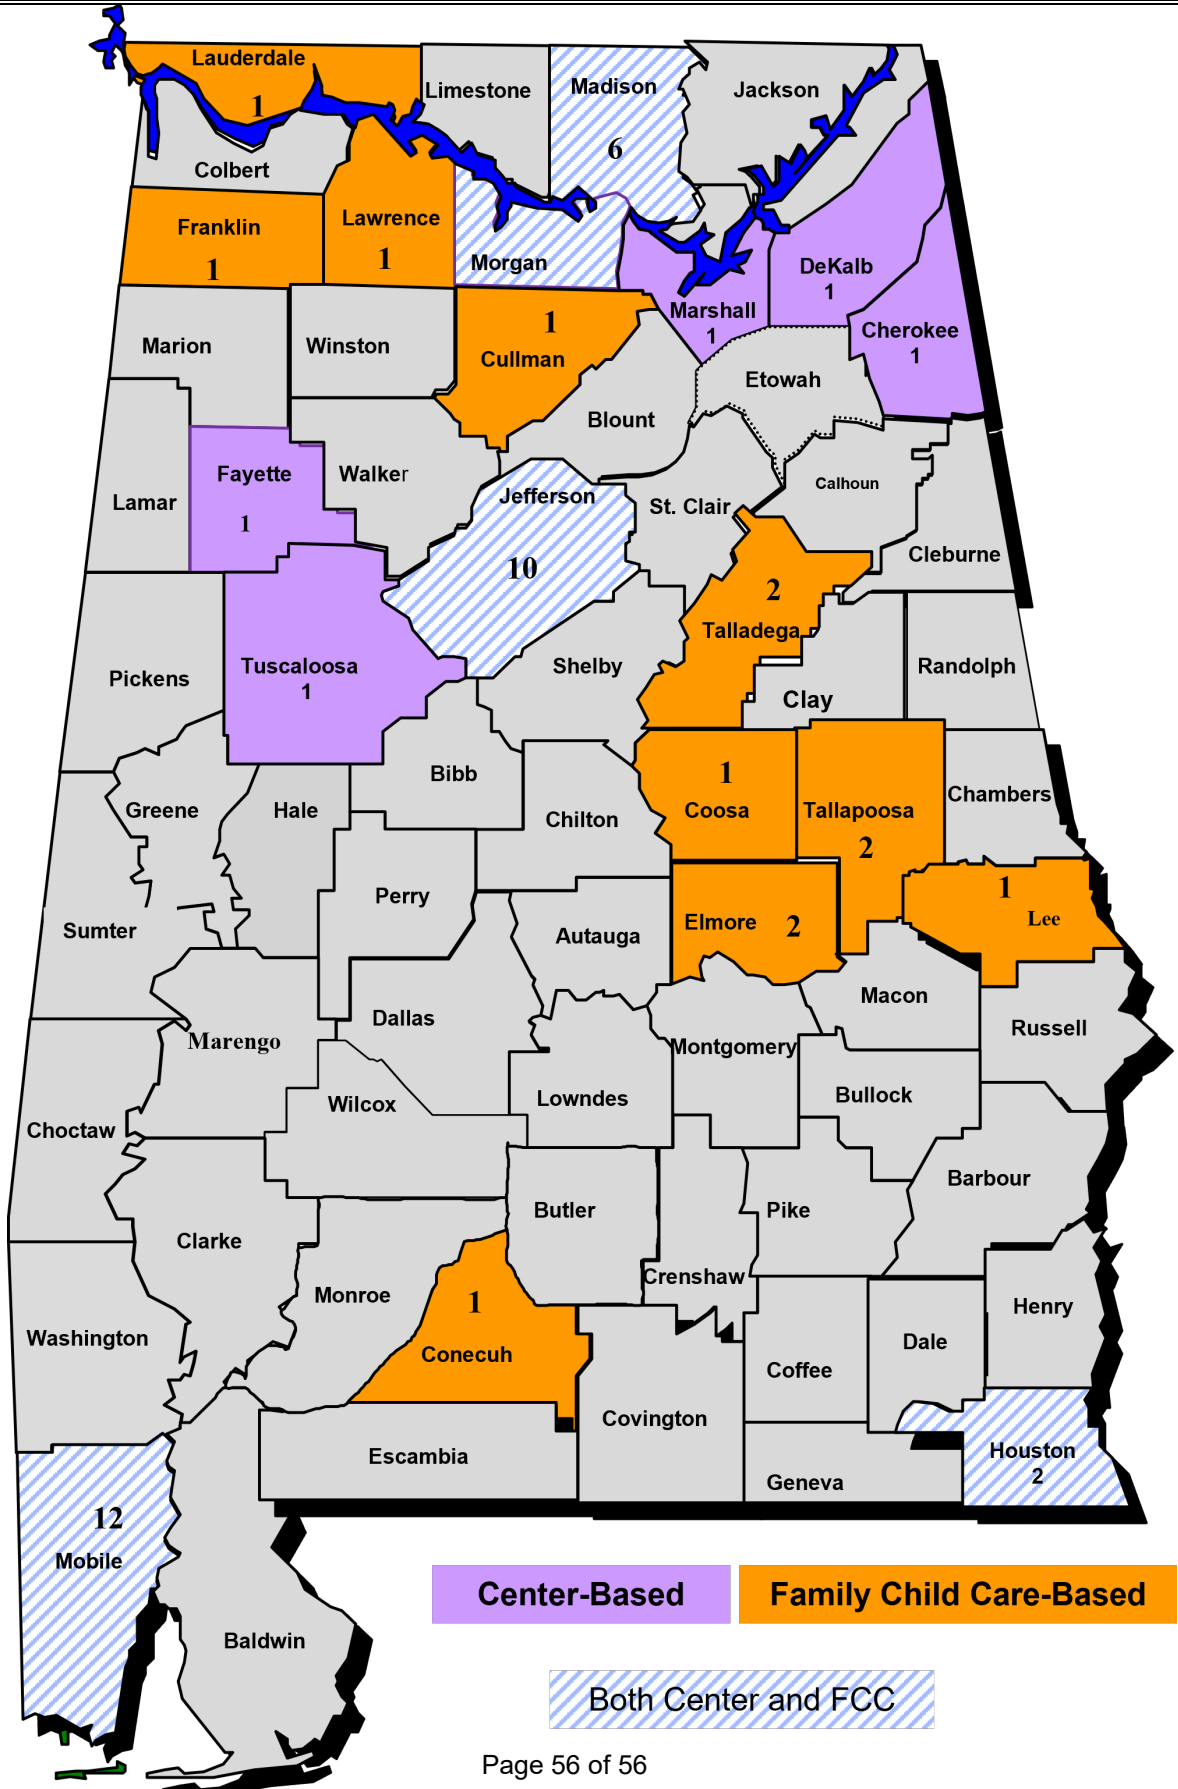 Lauderdale
1
Limestone
Madison
6
Jackson
Colbert
Franklin
1
Lawrence
1
Morgan
Marshall
1
DeKalb
1
Cherokee
1
Marion
Winston
1
Cullman
Etowah
Blount
Lamar
Fayette
1
Walker
Jefferson
10
St. Clair
Calhoun
Cleburne
2
Talladega
Pickens
Tuscaloosa
1
Shelby
Clay
Randolph
Bibb
Greene
Hale
Chilton
1
Coosa
Tallapoosa
2
Chambers
Perry
Sumter
Autauga
Elmore 2
1
Lee
Macon
Dallas
Marengo
Montgomery
Russell
Wilcox
Lowndes
Bullock
Choctaw
Barbour
Butler
Pike
Clarke
Crenshaw
Monroe
1
Conecuh
Henry
Washington
Dale
Coffee
Covington
Escambia
Geneva
Houston
2
12
Mobile
Baldwin
Center-Based
Family Child Care-Based
Both Center and FCC
Page 56 of 56